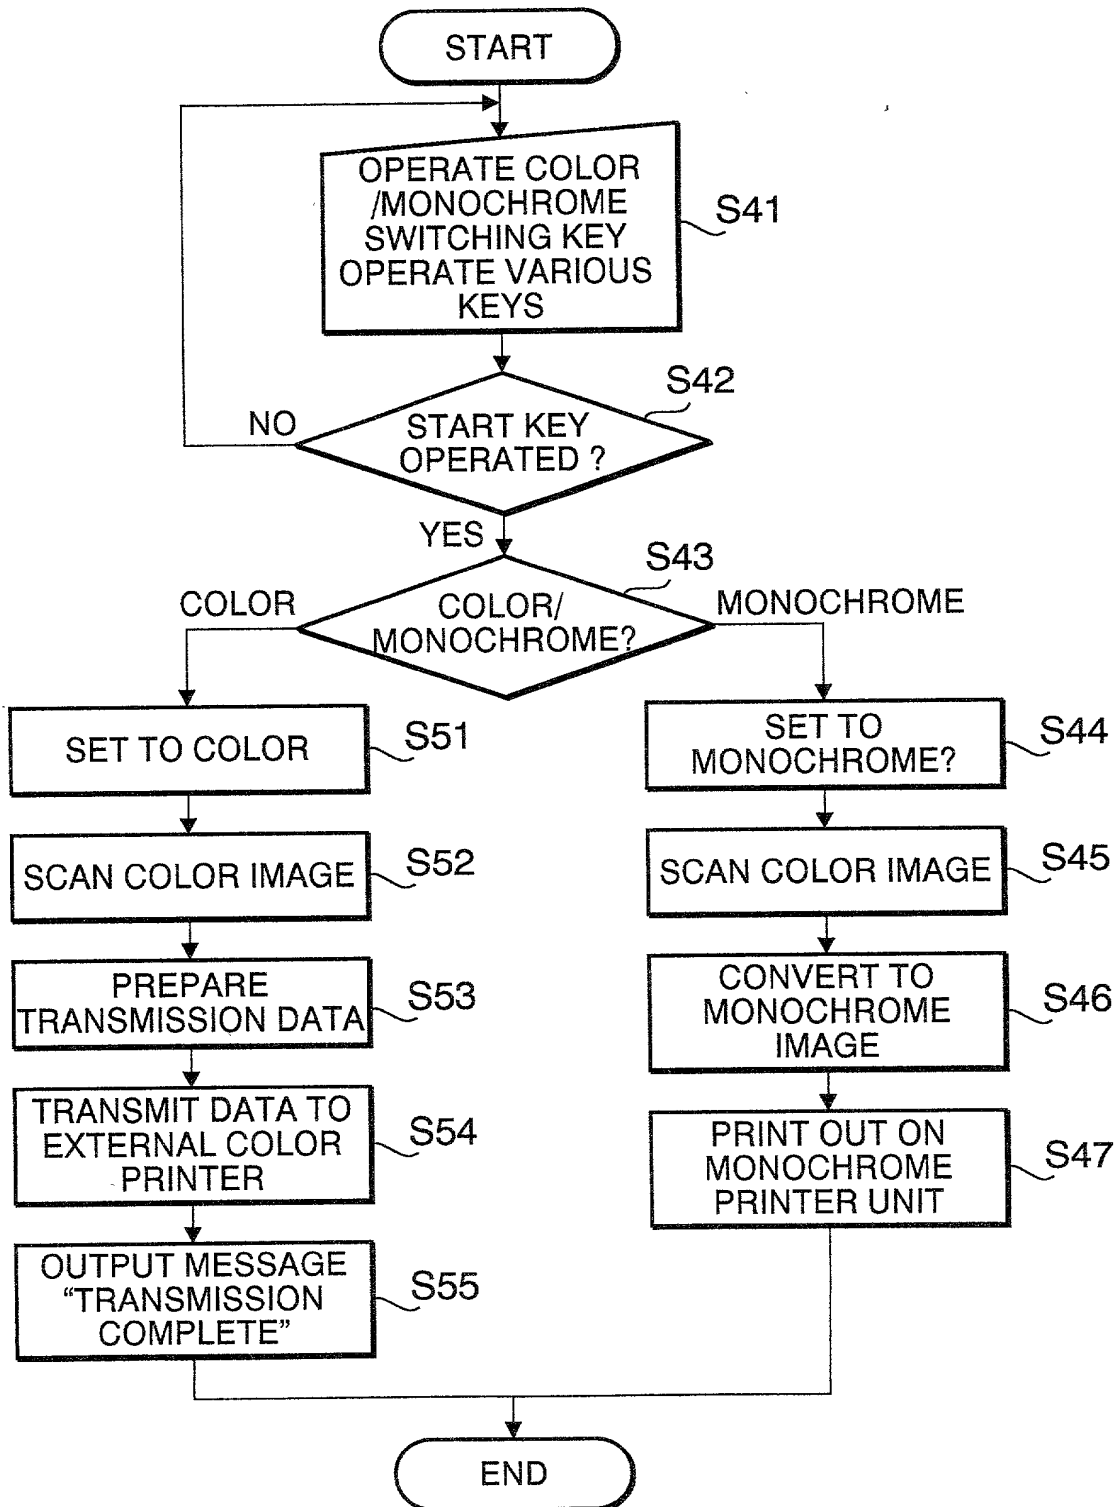 START
OPERATE COLOR
/MONOCHROME
SWITCHING KEY
OPERATE VARIOUS
KEYS
S41
S42
NO
START KEY
OPERATED ?
YES
S43
COLOR
COLOR/
MONOCHROME?
MONOCHROME
SET TO COLOR
S51
SCAN COLOR IMAGE
S52
PREPARE
TRANSMISSION DATA
S53
TRANSMIT DATA TO
EXTERNAL COLOR
PRINTER
S54
OUTPUT MESSAGE
“TRANSMISSION
COMPLETE”
S55
SET TO
MONOCHROME?
S44
SCAN COLOR IMAGE
S45
CONVERT TO
MONOCHROME
IMAGE
S46
PRINT OUT ON
MONOCHROME
PRINTER UNIT
S47
END